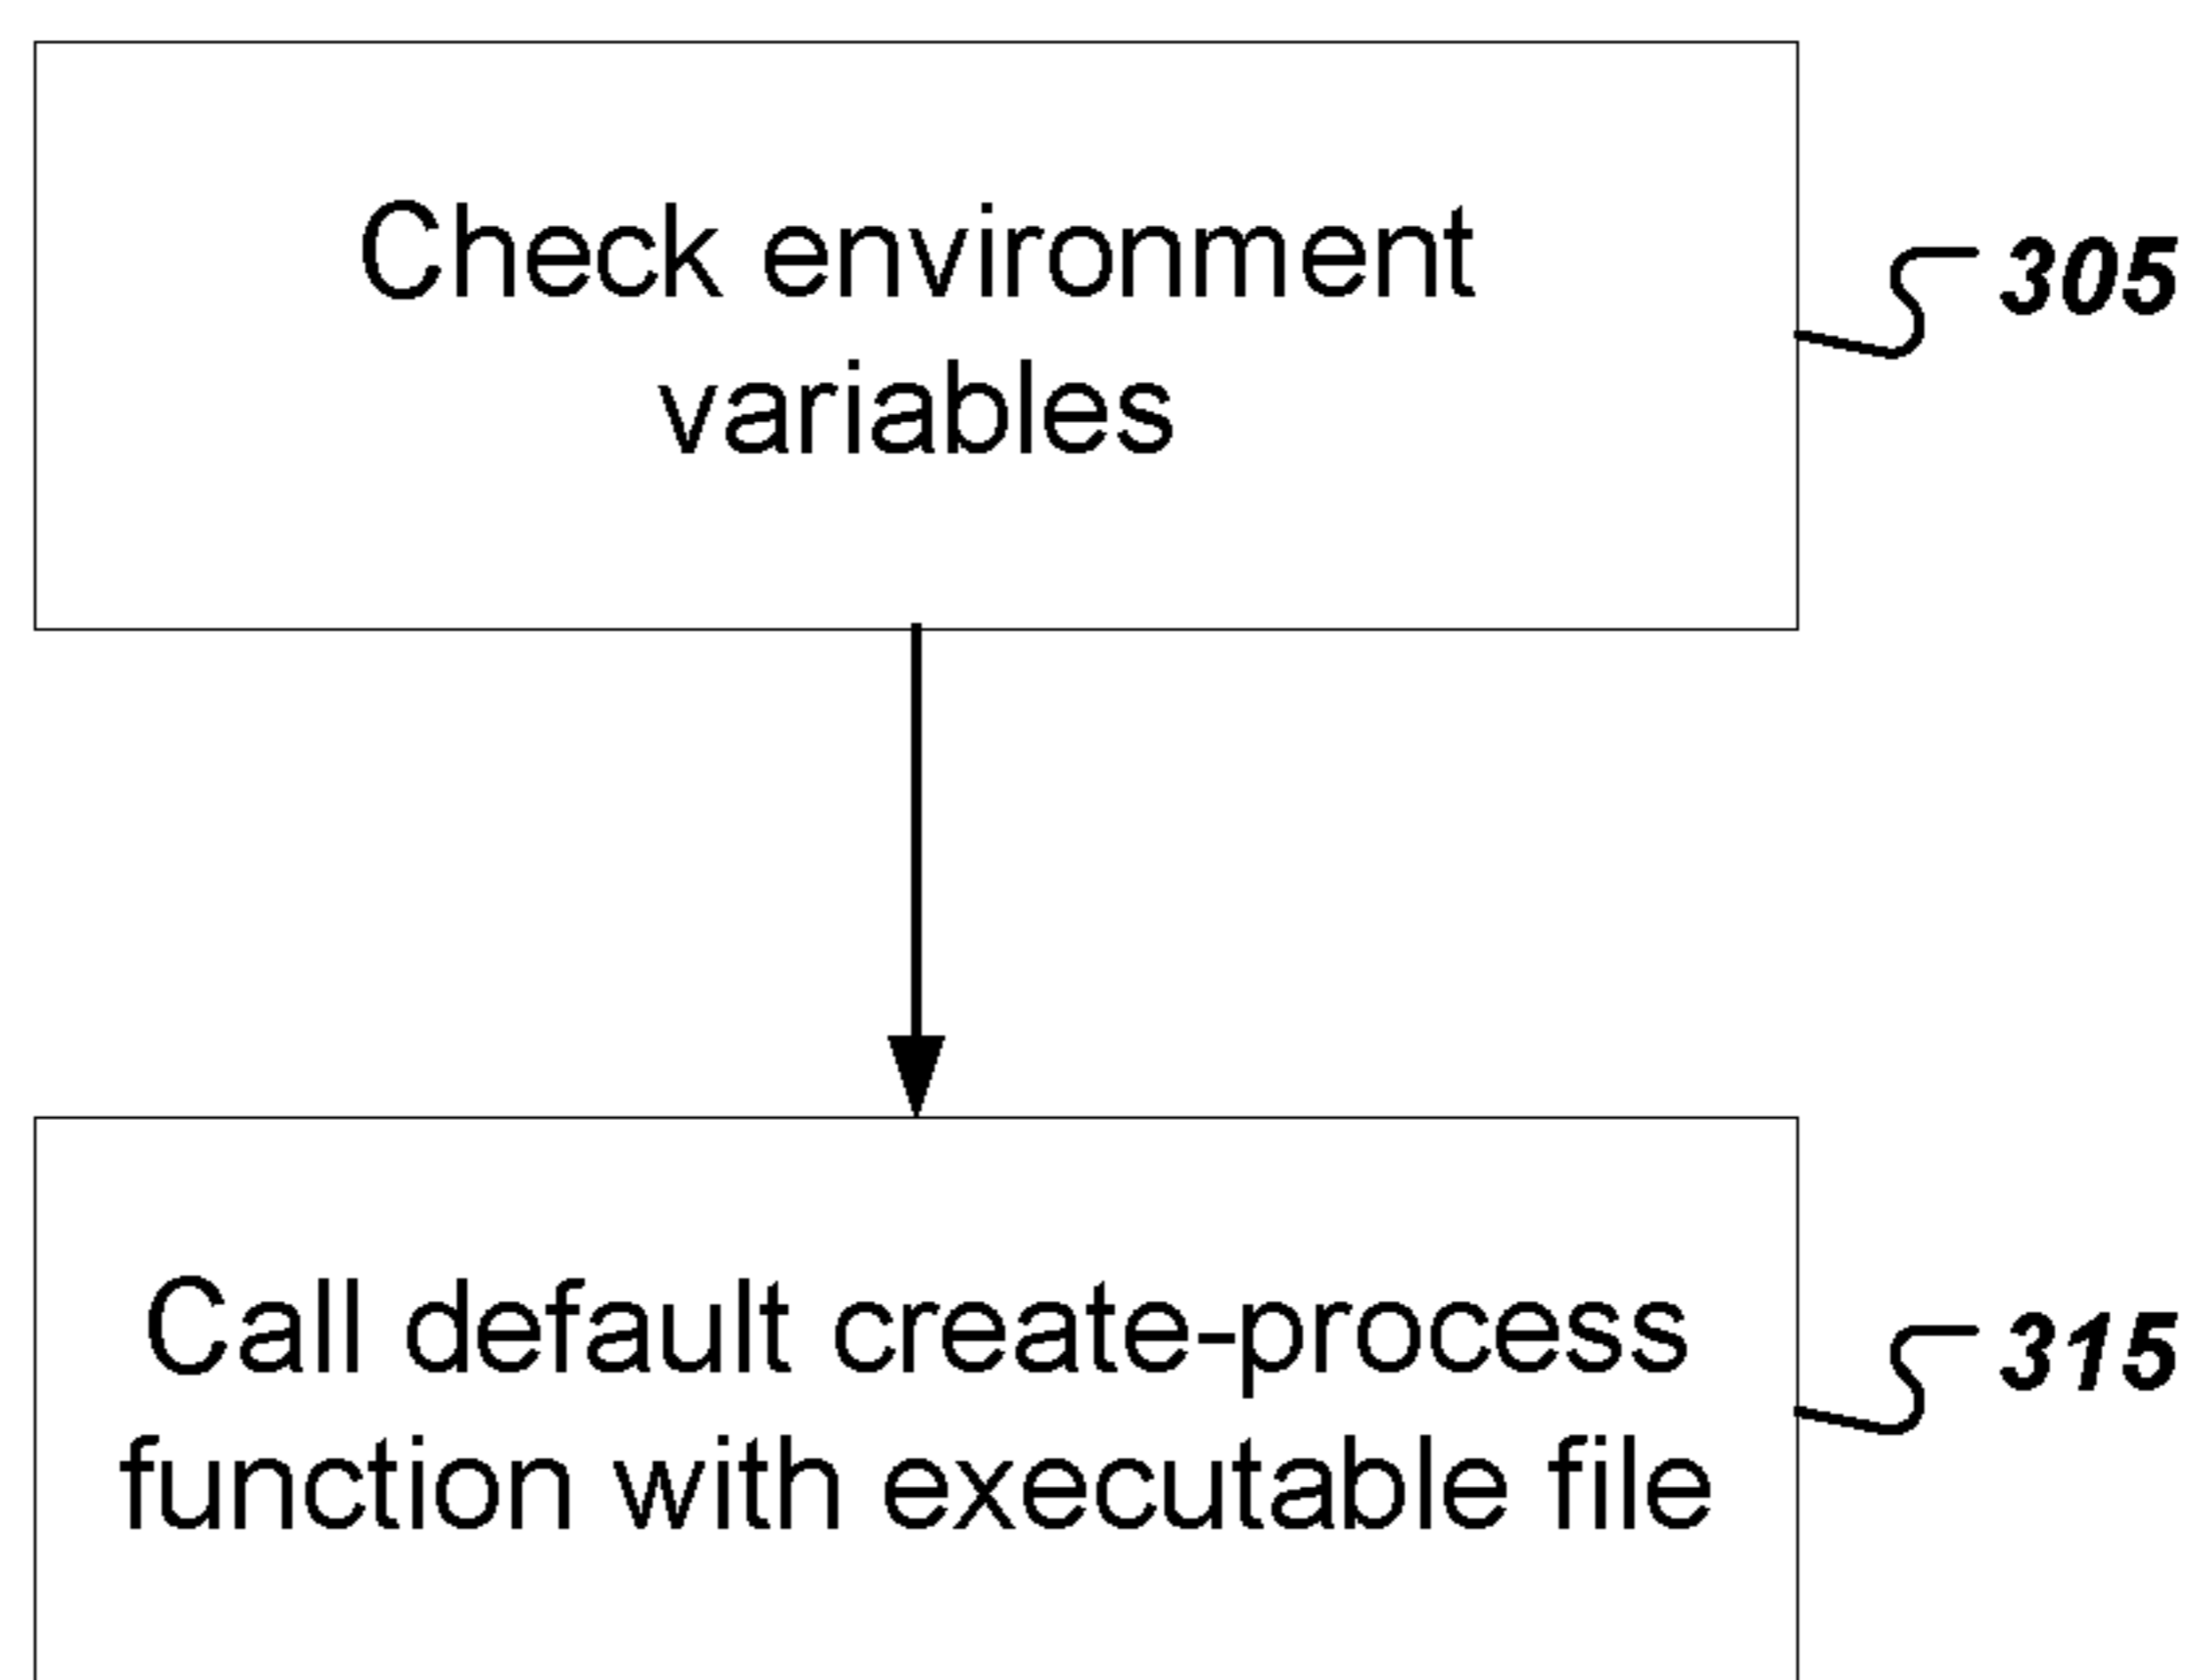 Check environment
variables
305
Call default create-process
function with executable file
315